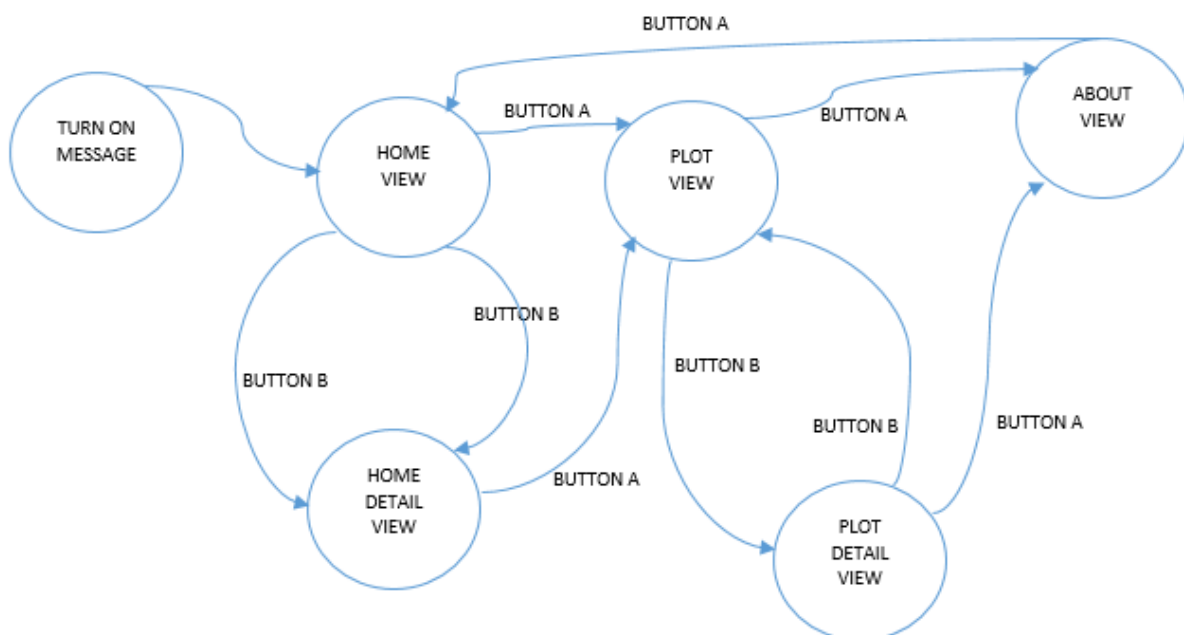 BUTTON A
TURN ON
MESSAGE
HOME
VIEW
BUTTON A
PLOT
VIEW
BUTTON A
ABOUT
VIEW
BUTTON B
BUTTON B
BUTTON B
BUTTON B
BUTTON A
BUTTON A
HOME
DETAIL
VIEW
PLOT
DETAIL
VIEW